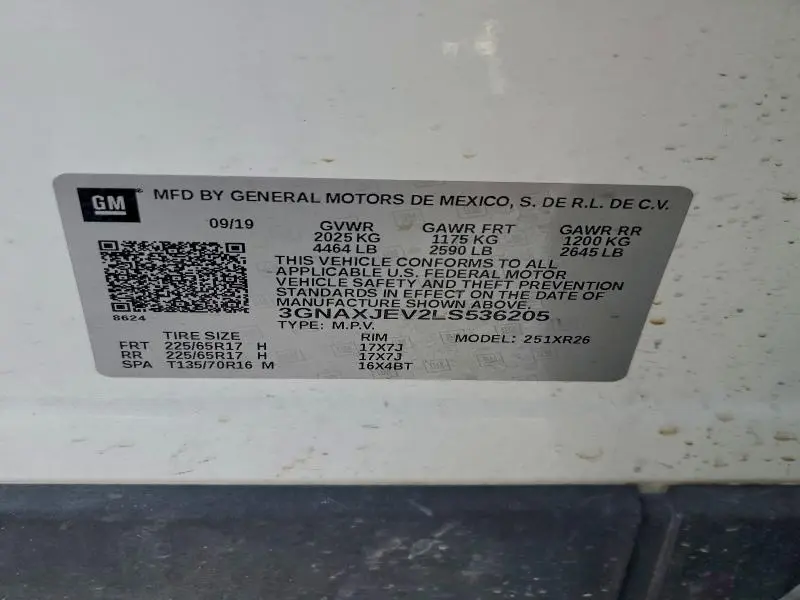 GM® MFD BY GENERAL MOTORS DE MEXICO, S. DE R.L. DE C.V.
09/19 GVWR GAWR FRT GAWR RR
2025 KG 1175 KG 1200 KG
4464 LB 2590 LB 2645 LB
THIS VEHICLE CONFORMS TO ALL
APPLICABLE U.S. FEDERAL MOTOR
VEHICLE SAFETY AND THEFT PREVENTION
STANDARDS IN EFFECT ON THE DATE OF
MANUFACTURE SHOWN ABOVE.
8624 3GNAXJEV2LS536205
TYPE: M.P.V. MODEL: 251XR26
TIRE SIZE RIM
FRT 225/65R17 H 17X7J
RR 225/65R17 H 17X7J
SPA T135/70R16 M 16X4BT